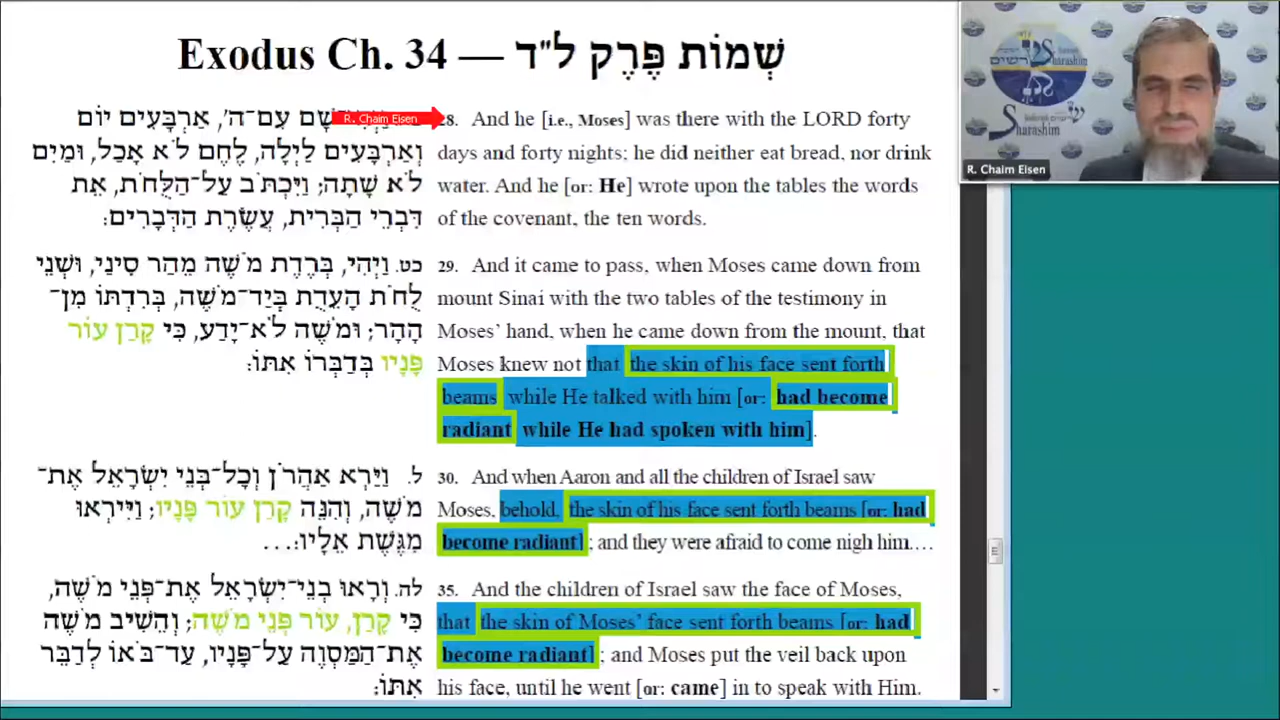 Exodus Ch. 34 — שְׁמוֹת פֶּרֶק ל"ד
שָׁם עִם־ה', אַרְבָּעִים יוֹם
וְאַרְבָּעִים לַיְלָה, לֶחֶם לֹא אָכַל, וּמַיִם
לֹא שָׁתָה; וַיִּכְתֹּב עַל־הַלֻּחֹת, אֵת
דִּבְרֵי הַבְּרִית, עֲשֶׂרֶת הַדְּבָרִים:
R. Chaim Eisen
28. And he [i.e., Moses] was there with the LORD forty
days and forty nights; he did neither eat bread, nor drink
water. And he [or: He] wrote upon the tables the words
of the covenant, the ten words.
כט. וַיְהִי, בְּרֶדֶת מֹשֶׁה מֵהַר סִינַי, וּשְׁנֵי
לֻחֹת הָעֵדֻת בְּיַד־מֹשֶׁה, בְּרִדְתּוֹ מִן־
הָהָר; וּמֹשֶׁה לֹא־יָדַע, כִּי קָרַן עוֹר
פָּנָיו בְּדַבְּרוֹ אִתּוֹ:
29. And it came to pass, when Moses came down from
mount Sinai with the two tables of the testimony in
Moses’ hand, when he came down from the mount, that
Moses knew not that the skin of his face sent forth
beams while He talked with him [or: had become
radiant while He had spoken with him].
ל. וַיַּרְא אַהֲרֹן וְכָל־בְּנֵי יִשְׂרָאֵל אֶת־
מֹשֶׁה, וְהִנֵּה קָרַן עוֹר פָּנָיו; וַיִּירְאוּ
מִגֶּשֶׁת אֵלָיו:...
30. And when Aaron and all the children of Israel saw
Moses, behold, the skin of his face sent forth beams [or: had
become radiant]; and they were afraid to come nigh him....
לה. וְרָאוּ בְנֵי־יִשְׂרָאֵל אֶת־פְּנֵי מֹשֶׁה,
כִּי קָרַן, עוֹר פְּנֵי מֹשֶׁה; וְהֵשִׁיב מֹשֶׁה
אֶת־הַמַּסְוֶה עַל־פָּנָיו, עַד־בֹּאוֹ לְדַבֵּר
אִתּוֹ:
35. And the children of Israel saw the face of Moses,
that the skin of Moses’ face sent forth beams [or: had
become radiant]; and Moses put the veil back upon
his face, until he went [or: came] in to speak with Him.
Sharashim
שרשים
Sharashim
R. Chaim Eisen